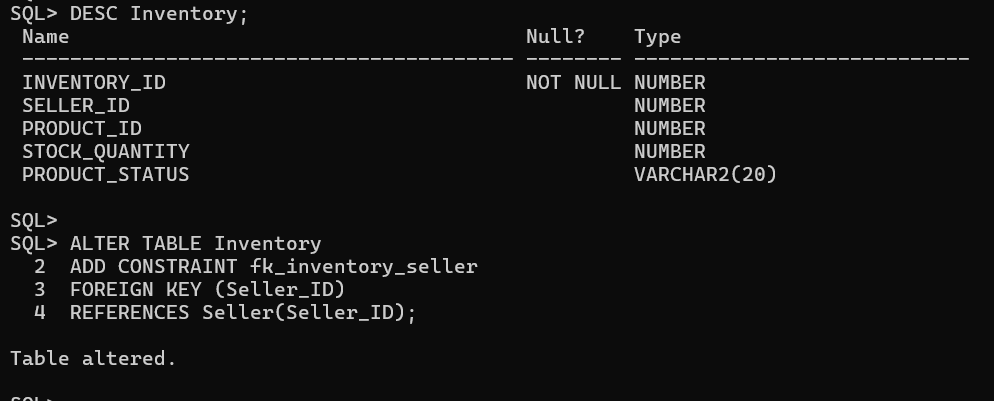 SQL> DESC Inventory;
 Name                                      Null?    Type
 ----------------------------------------- -------- ----------------------------
 INVENTORY_ID                              NOT NULL NUMBER
 SELLER_ID                                          NUMBER
 PRODUCT_ID                                         NUMBER
 STOCK_QUANTITY                                     NUMBER
 PRODUCT_STATUS                                     VARCHAR2(20)
SQL>
SQL> ALTER TABLE Inventory
  2  ADD CONSTRAINT fk_inventory_seller
  3  FOREIGN KEY (Seller_ID)
  4  REFERENCES Seller(Seller_ID);
Table altered.
SQL>